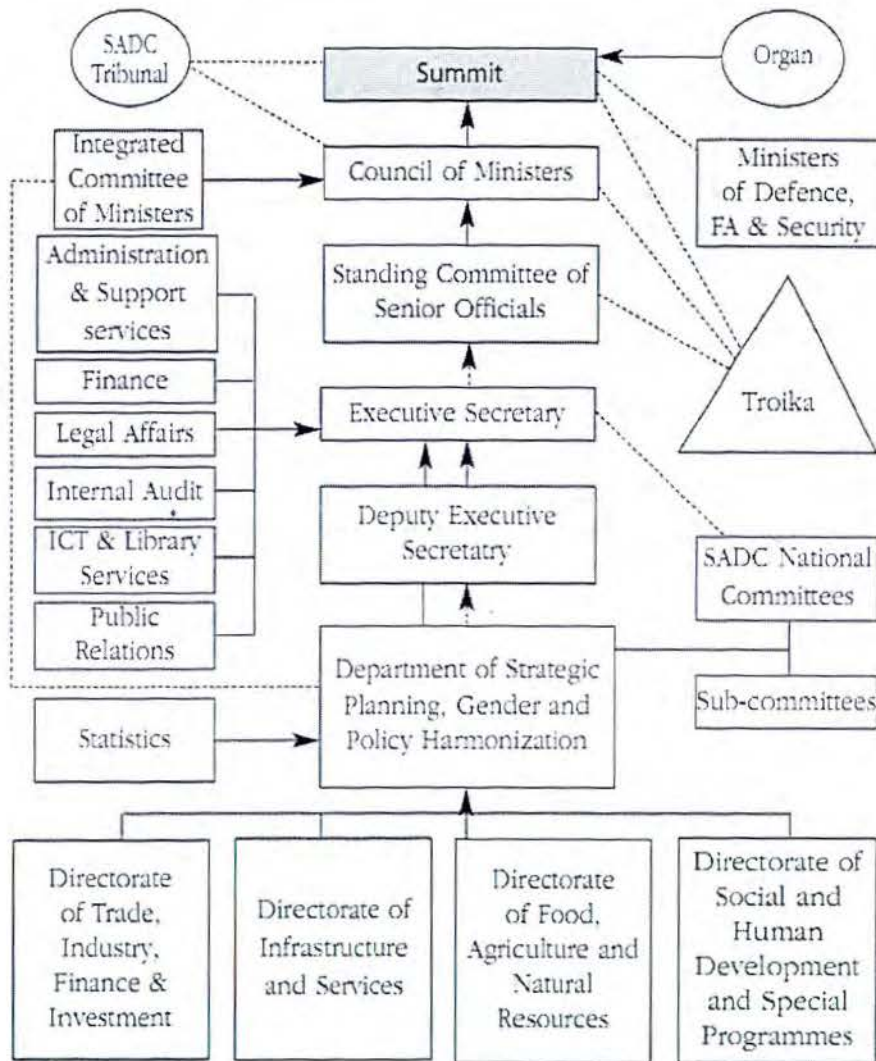 SADC
Tribunal
Summit
Organ
Integrated
Committee
of Ministers
Council of Ministers
Ministers
of Defence,
FA & Security
Administration
& Support
services
Standing Committee of
Senior Officials
Finance
Executive Secretary
Troika
Legal Affairs
Internal Audit
Deputy Executive
Secretatry
ICT & Library
Services
SADC National
Committees
Public
Relations
Department of Strategic
Planning, Gender and
Policy Harmonization
Sub-committees
Statistics
Directorate
of Trade,
Industry,
Finance &
Investment
Directorate of
Infrastructure
and Services
Directorate
of Food,
Agriculture and
Natural
Resources
Directorate of
Social and
Human
Development
and Special
Programmes